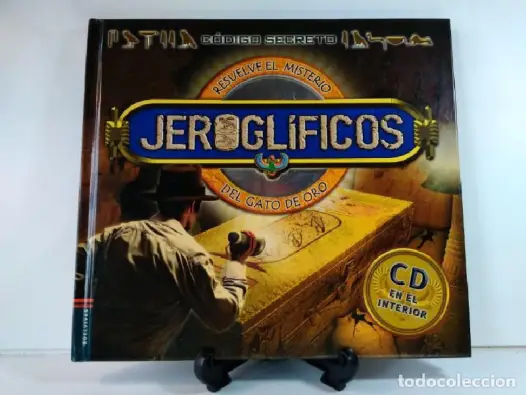 CÓDIGO SECRETO
RESUELVE EL MISTERIO
JEROGLÍFICOS
DEL GATO DE ORO
CD
EN EL
INTERIOR
todocoleccion